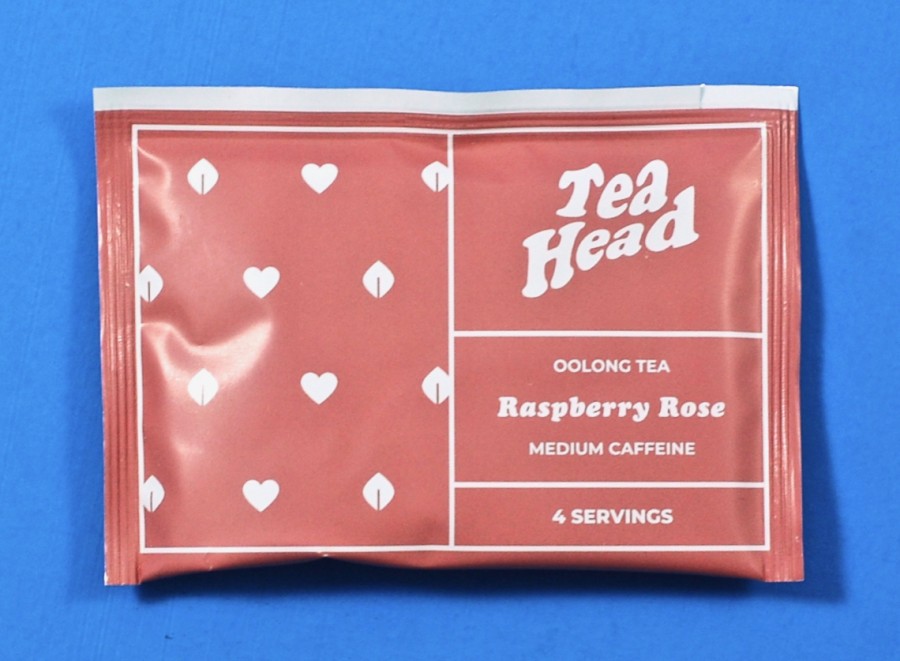 Tea
Head
OOLONG TEA
Raspberry Rose
MEDIUM CAFFEINE
4 SERVINGS